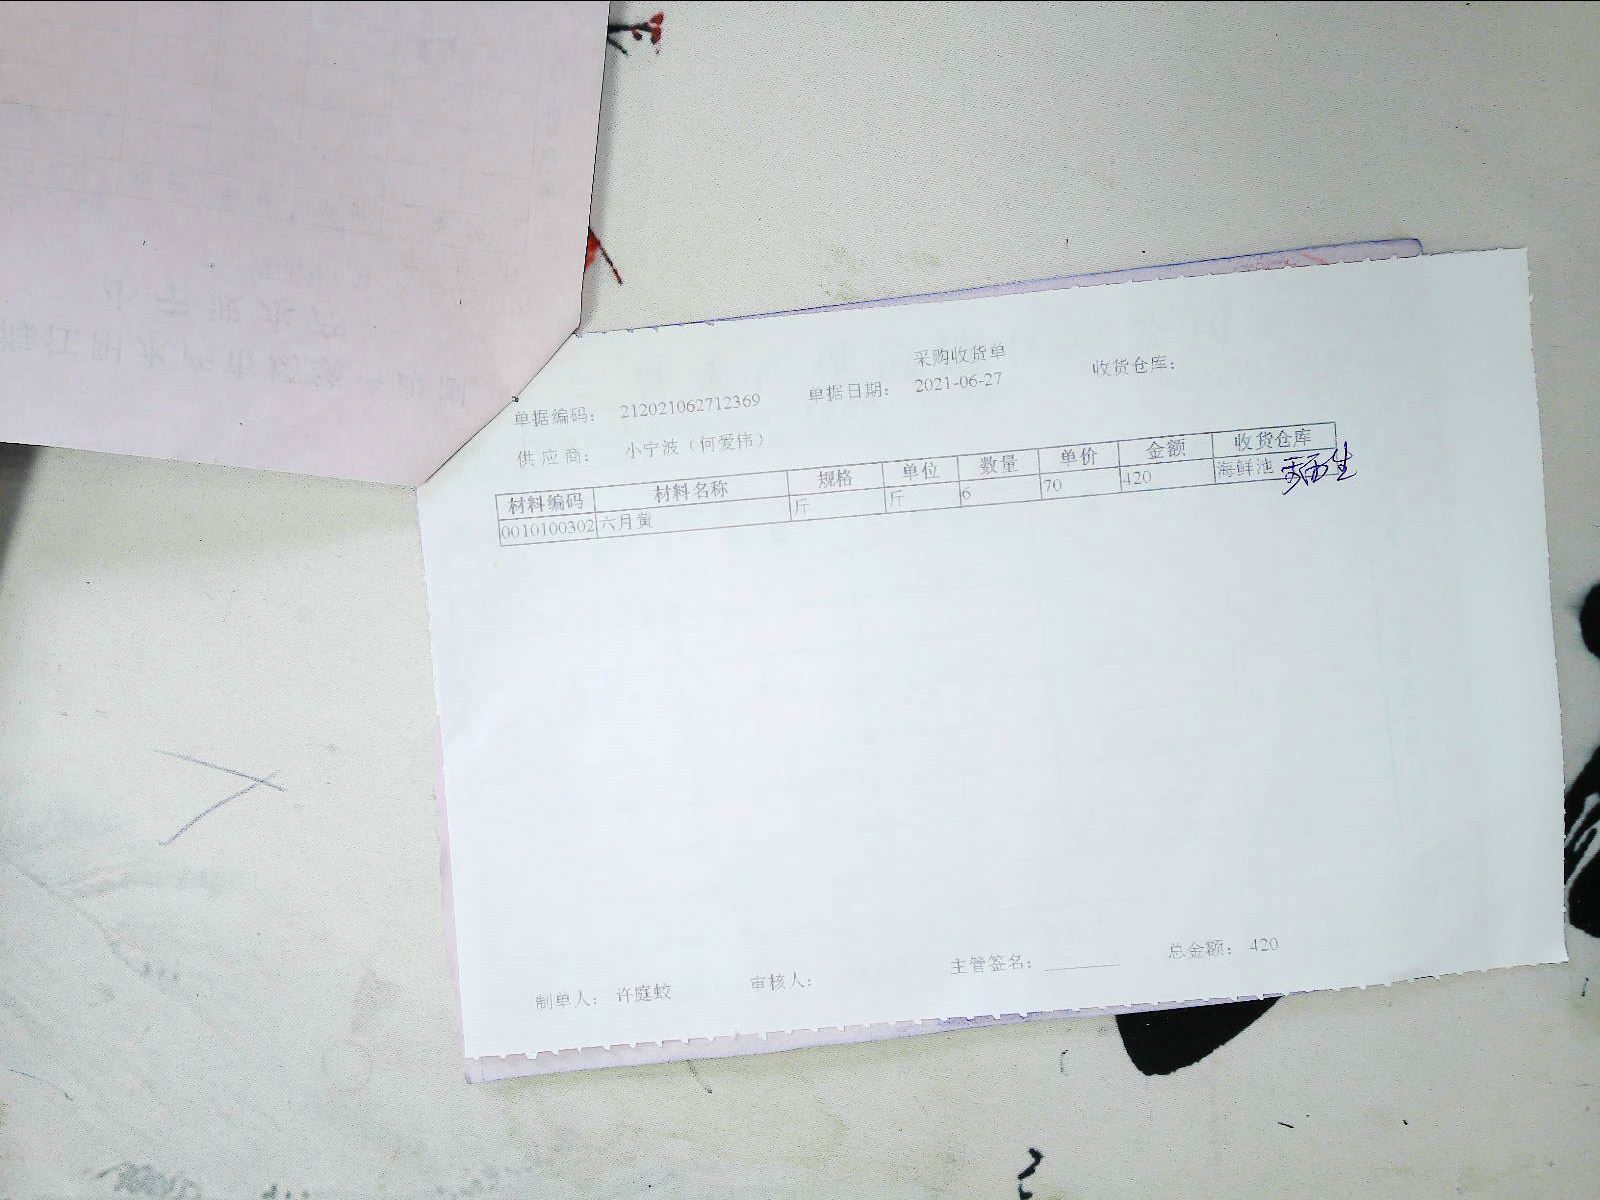 采购收货单
单据编码： 212021062712369 单据日期： 2021-06-27 收货仓库：
供应商： 小宁波（何爱伟）
材料编码 材料名称 规格 单位 数量 单价 金额 收货仓库
0010100302 六月黄 斤 斤 6 70 420 海鲜池
制单人： 许庭蛟 审核人： 主管签名： 总金额： 420